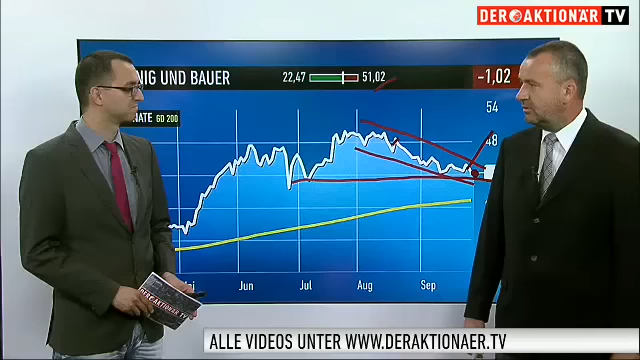 DER AKTIONÄR TV
NIG UND BAUER 22,47 51,02 -1,02
NATE GD 200
54
48
Jun Jul Aug Sep
DER AKTIONÄR TV
ALLE VIDEOS UNTER WWW.DERAKTIONAER.TV